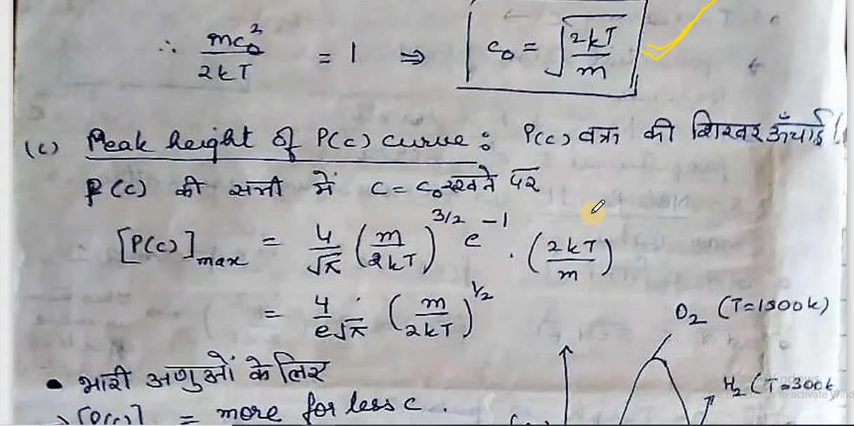 ∴ mc₀²/2kT = 1 ⇒ c₀ = √(2kT/m)
(c) Peak height of P(c) curve : P(c) वक्र की शिखर ऊँचाई
P(c) की समी में c = c₀ रखने पर
∴ [P(c)]max = 4/√π (m/2kT)^3/2 e^-1 · (2kT/m)
= 4/e√π (m/2kT)^1/2
O₂ (T=1300k)
• भारी अणुओं के लिए
H₂ (T=300k
→ [P(c)] = more for less c.